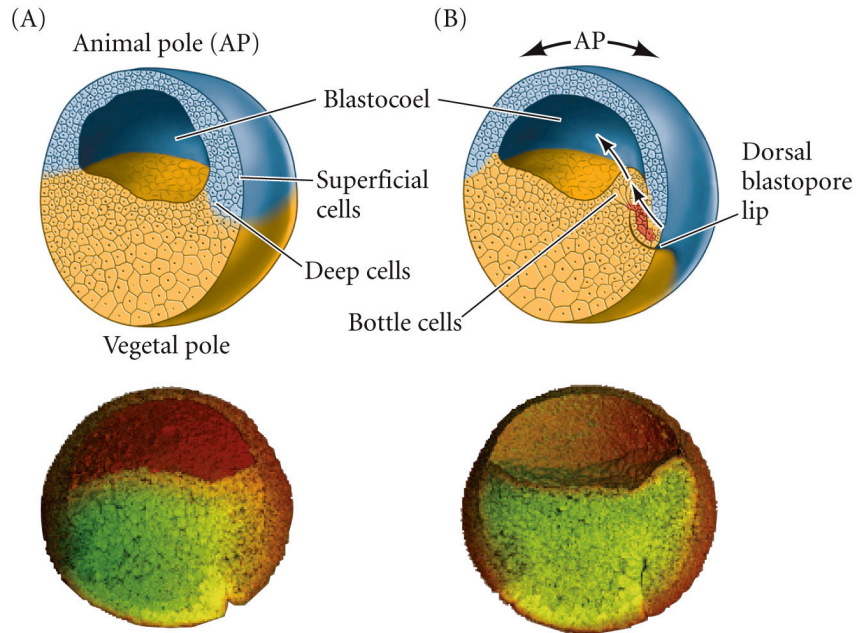 (A)
Animal pole (AP)
Blastocoel
Superficial
cells
Deep cells
Vegetal pole
(B)
AP
Dorsal
blastopore
lip
Bottle cells